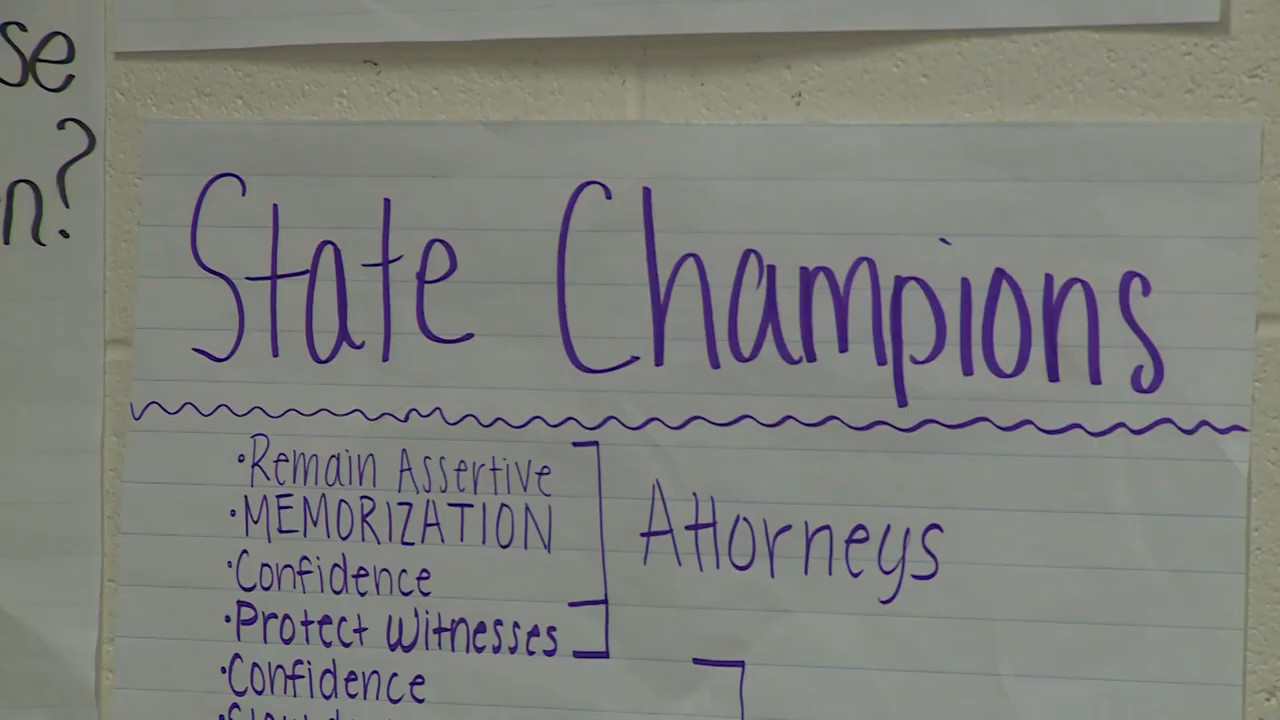 se
n?
State Champions
·Remain Assertive
·MEMORIZATION
·Confidence
·Protect Witnesses
Attorneys
·Confidence